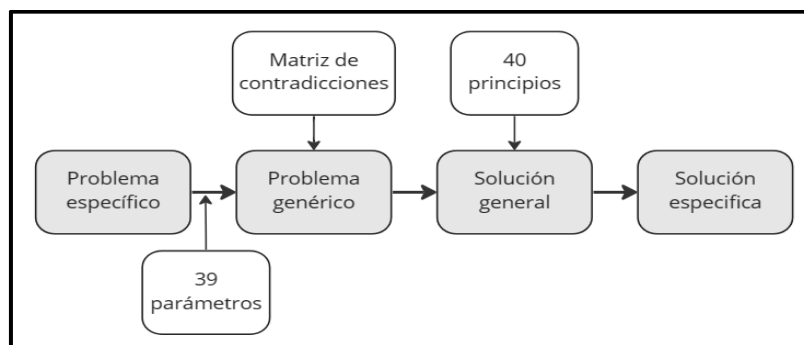 Matriz de
contradicciones
40
principios
Problema
específico
Problema
genérico
Solución
general
Solución
especifica
39
parámetros